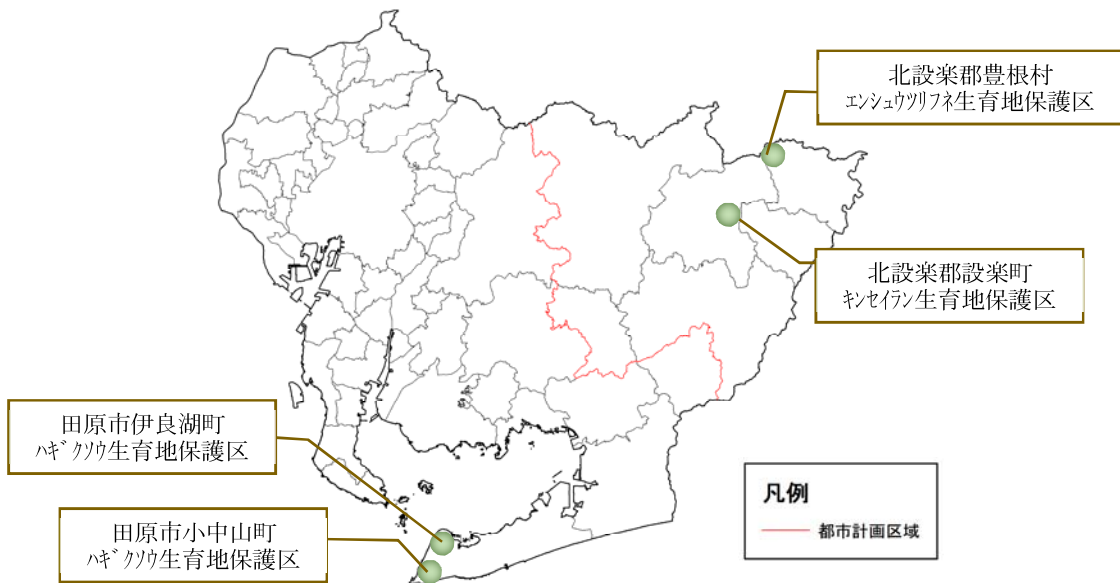 北設楽郡豊根村
ｴﾝｼｭｳﾂﾘﾌﾈ生育地保護区
北設楽郡設楽町
ｷﾝｾｲﾗﾝ生育地保護区
田原市伊良湖町
ﾊｷﾞｸｿｳ生育地保護区
田原市小中山町
ﾊｷﾞｸｿｳ生育地保護区
凡例
都市計画区域